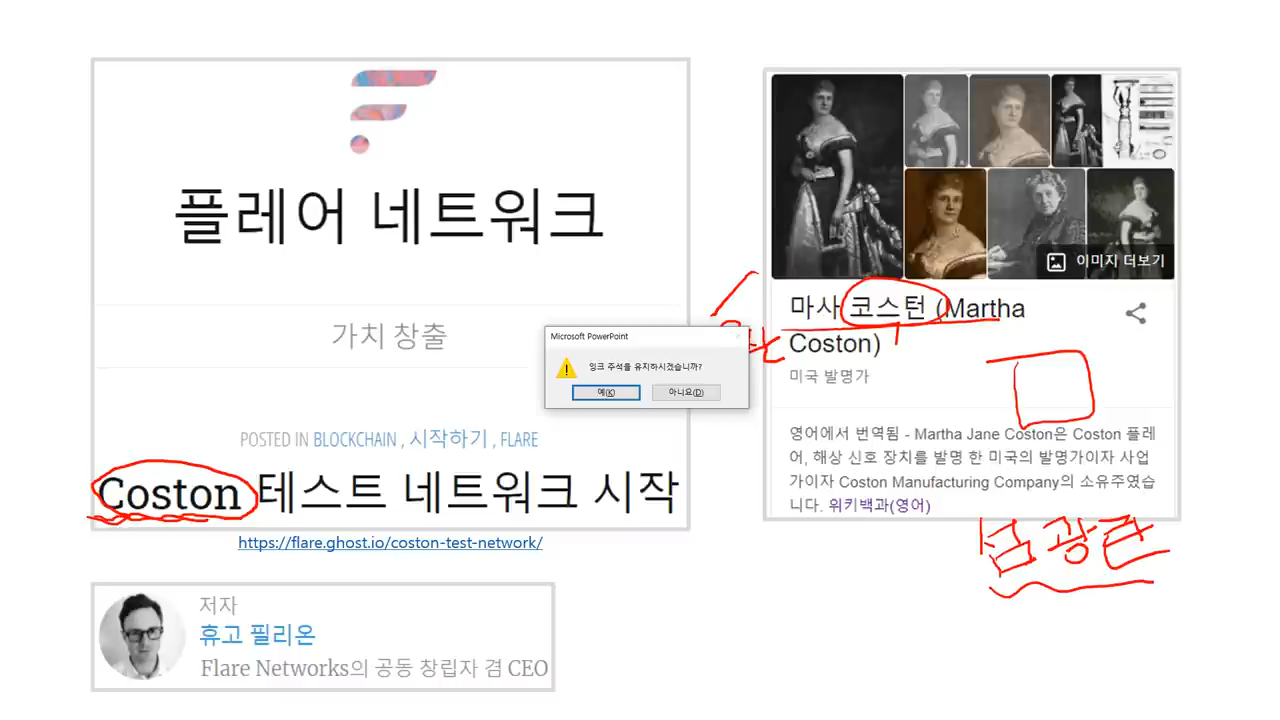 플레어 네트워크
가치 창출
POSTED IN BLOCKCHAIN , 시작하기 , FLARE
Coston 테스트 네트워크 시작
https://flare.ghost.io/coston-test-network/
저자
휴고 필리온
Flare Networks의 공동 창립자 겸 CEO
Microsoft PowerPoint
잉크 주석을 유지하시겠습니까?
예(K)
아니요(D)
이미지 더보기
마사 코스턴 (Martha
Coston)
미국 발명가
영어에서 번역됨 - Martha Jane Coston은 Coston 플레
어, 해상 신호 장치를 발명 한 미국의 발명가이자 사업
가이자 Coston Manufacturing Company의 소유주였습
니다. 위키백과(영어)
섬광탄